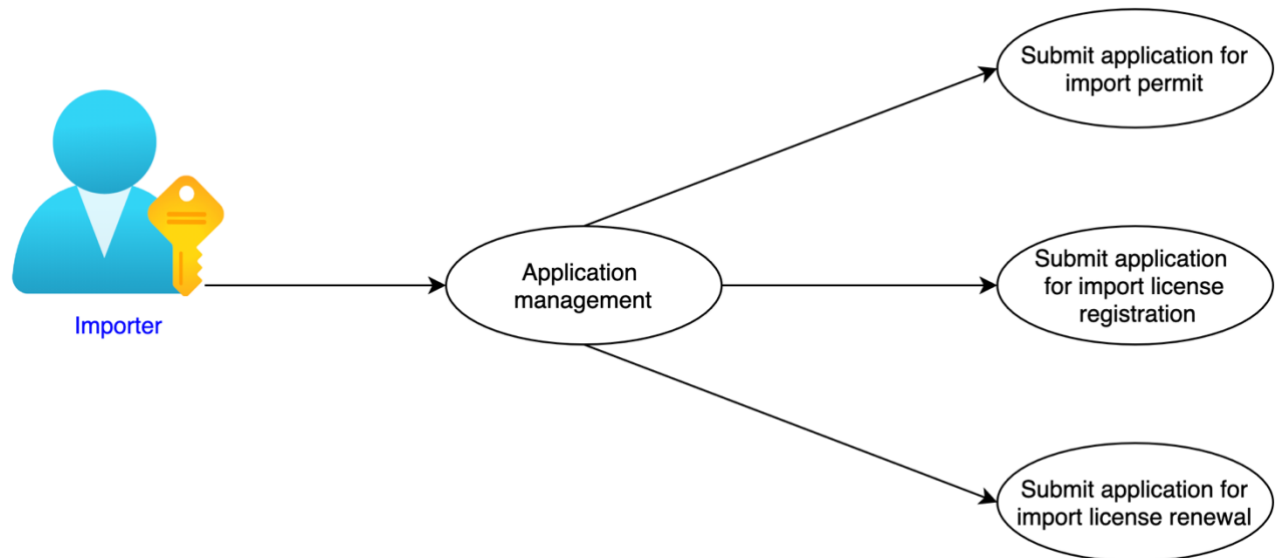 Submit application for
import permit
Importer
Application
management
Submit application
for import license
registration
Submit application for
import license renewal